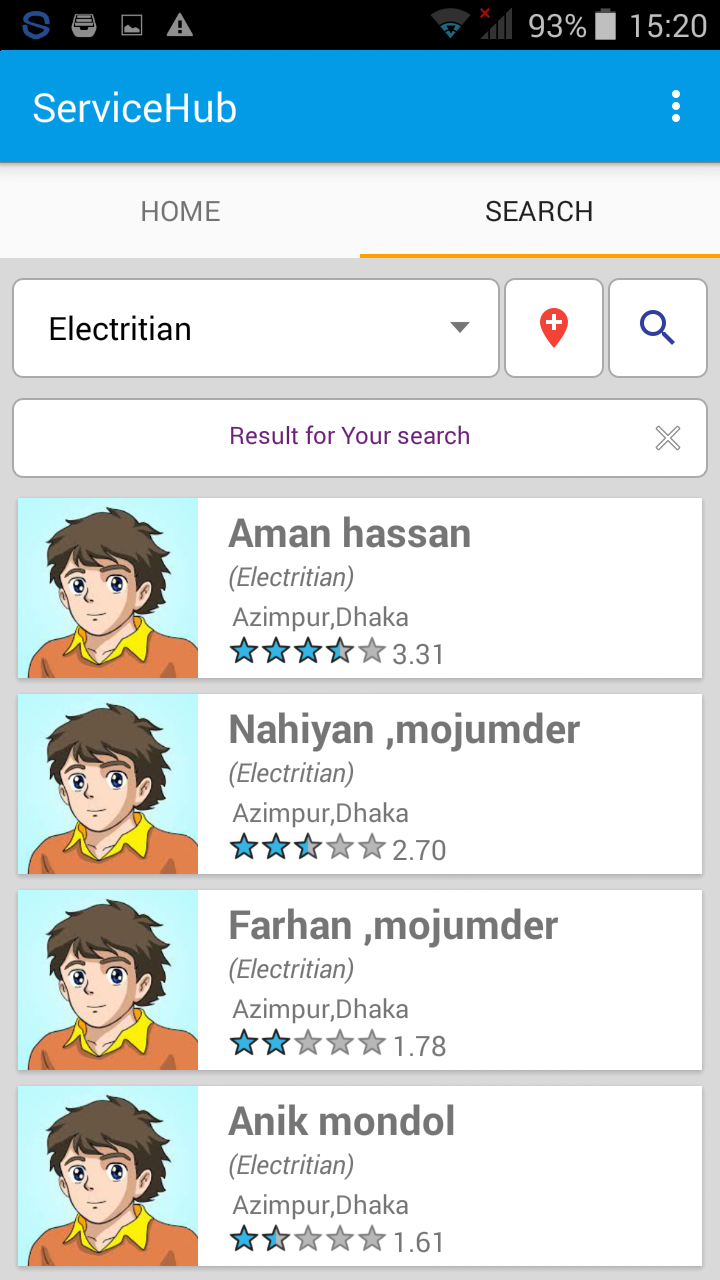 93% 15:20
ServiceHub
HOME SEARCH
Electritian
Result for Your search
Aman hassan
(Electritian)
Azimpur,Dhaka
3.31
Nahiyan ,mojumder
(Electritian)
Azimpur,Dhaka
2.70
Farhan ,mojumder
(Electritian)
Azimpur,Dhaka
1.78
Anik mondol
(Electritian)
Azimpur,Dhaka
1.61